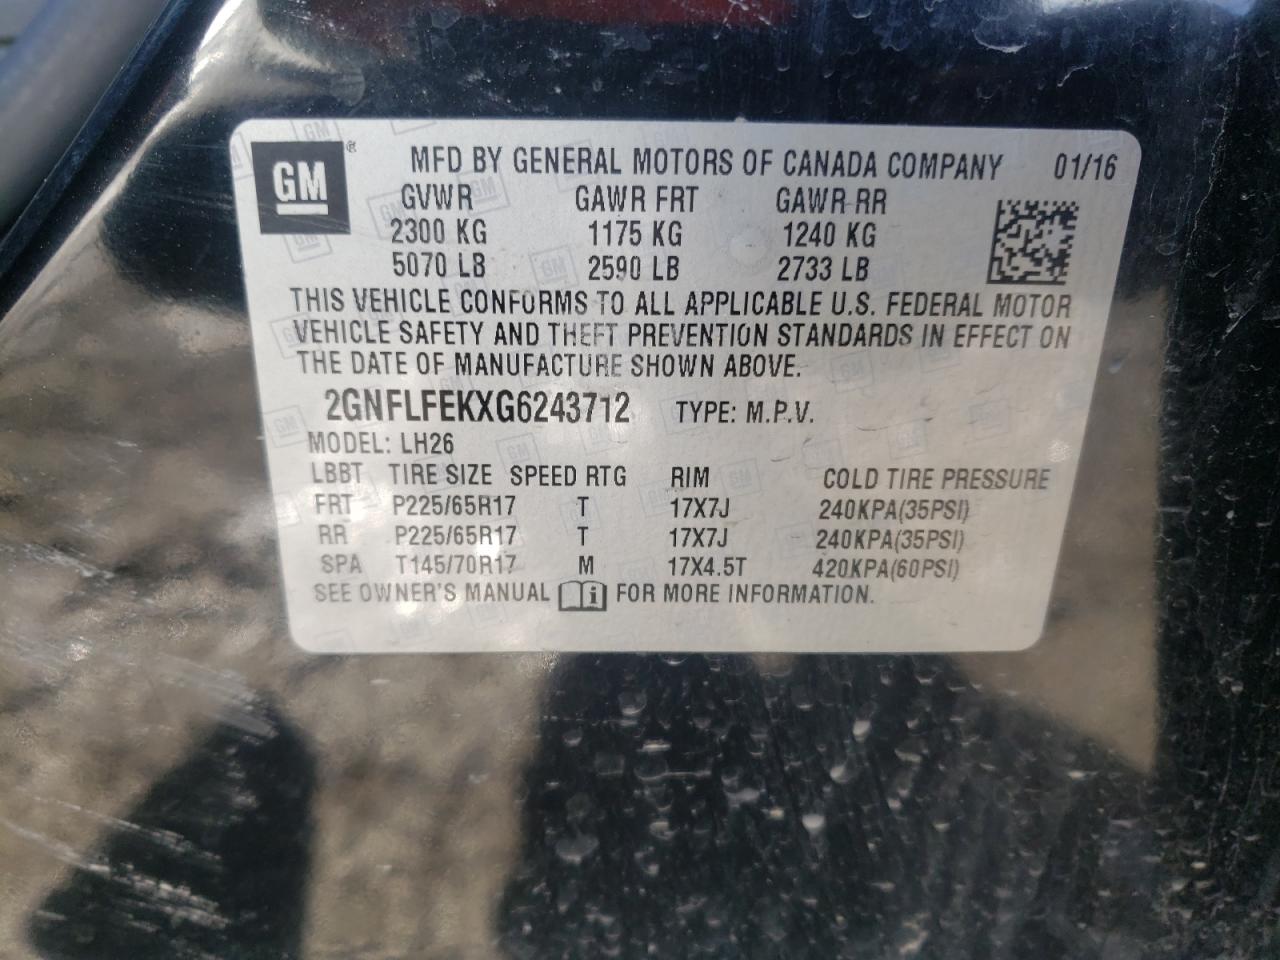 GM® MFD BY GENERAL MOTORS OF CANADA COMPANY 01/16
GVWR GAWR FRT GAWR RR
2300 KG 1175 KG 1240 KG
5070 LB 2590 LB 2733 LB
THIS VEHICLE CONFORMS TO ALL APPLICABLE U.S. FEDERAL MOTOR
VEHICLE SAFETY AND THEFT PREVENTION STANDARDS IN EFFECT ON
THE DATE OF MANUFACTURE SHOWN ABOVE.
2GNFLFEKXG6243712 TYPE: M.P.V.
MODEL: LH26
LBBT TIRE SIZE SPEED RTG RIM COLD TIRE PRESSURE
FRT P225/65R17 T 17X7J 240KPA(35PSI)
RR P225/65R17 T 17X7J 240KPA(35PSI)
SPA T145/70R17 M 17X4.5T 420KPA(60PSI)
SEE OWNER'S MANUAL i FOR MORE INFORMATION.